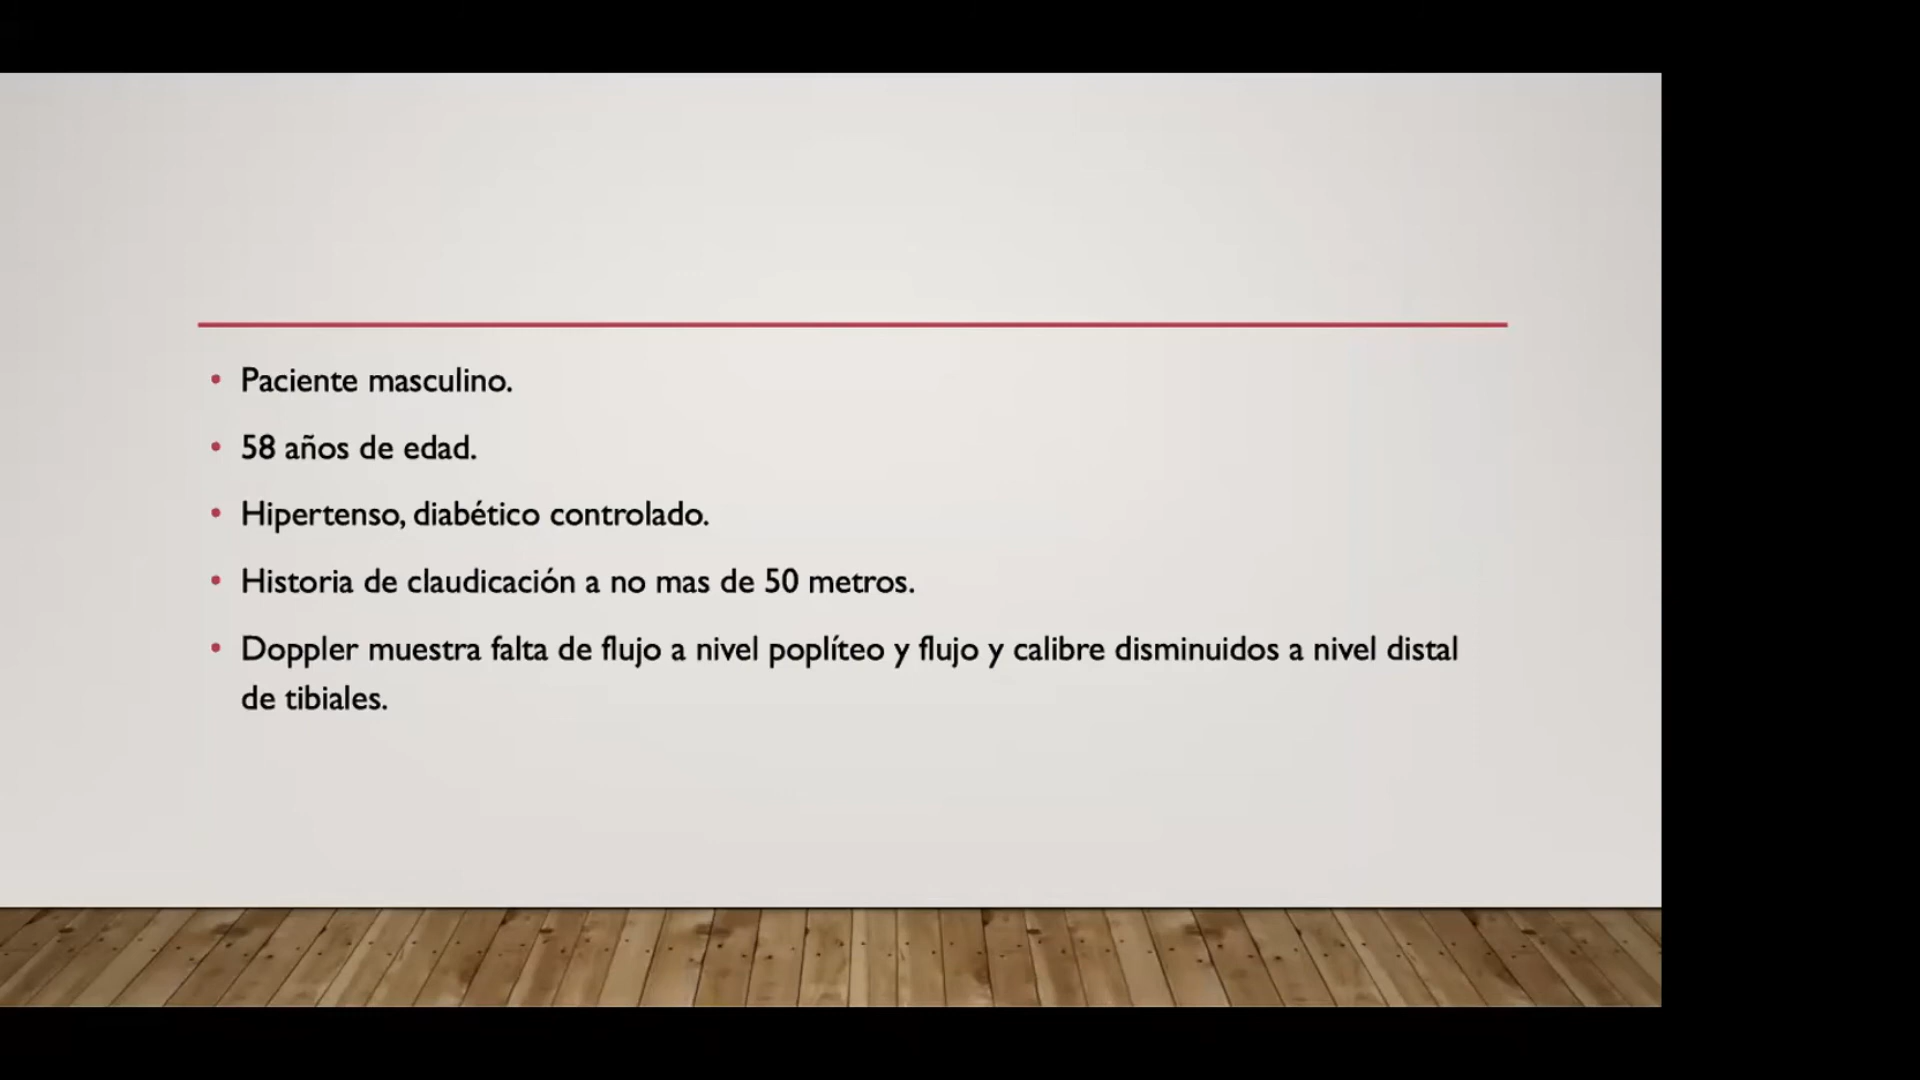 • Paciente masculino.
• 58 años de edad.
• Hipertenso, diabético controlado.
• Historia de claudicación a no mas de 50 metros.
• Doppler muestra falta de flujo a nivel poplíteo y flujo y calibre disminuidos a nivel distal
de tibiales.